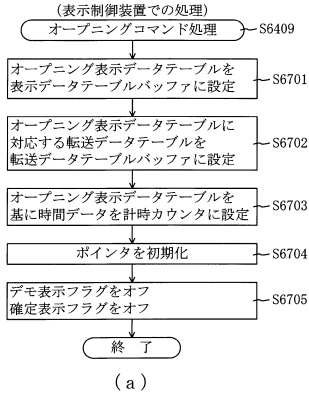 (表示制御装置での処理)
オープニングコマンド処理
S6409
オープニング表示データテーブルを
表示データテーブルバッファに設定
S6701
オープニング表示データテーブルに
対応する転送データテーブルを
転送データテーブルバッファに設定
S6702
オープニング表示データテーブルを
基に時間データを計時カウンタに設定
S6703
ポインタを初期化
S6704
デモ表示フラグをオフ
確定表示フラグをオフ
S6705
終 了
(a)